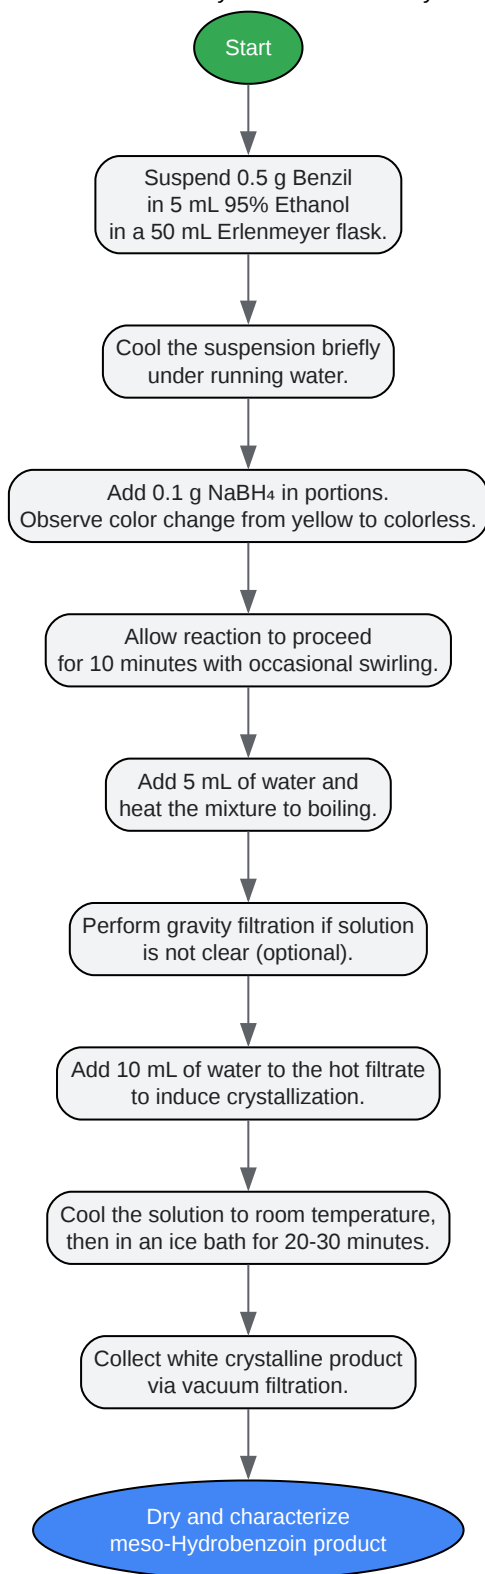 Start
Suspend 0.5 g Benzil
in 5 mL 95% Ethanol
in a 50 mL Erlenmeyer flask.
Cool the suspension briefly
under running water.
Add 0.1 g NaBH₄ in portions.
Observe color change from yellow to colorless.
Allow reaction to proceed
for 10 minutes with occasional swirling.
Add 5 mL of water and
heat the mixture to boiling.
Perform gravity filtration if solution
is not clear (optional).
Add 10 mL of water to the hot filtrate
to induce crystallization.
Cool the solution to room temperature,
then in an ice bath for 20-30 minutes.
Collect white crystalline product
via vacuum filtration.
Dry and characterize
meso-Hydrobenzoin product